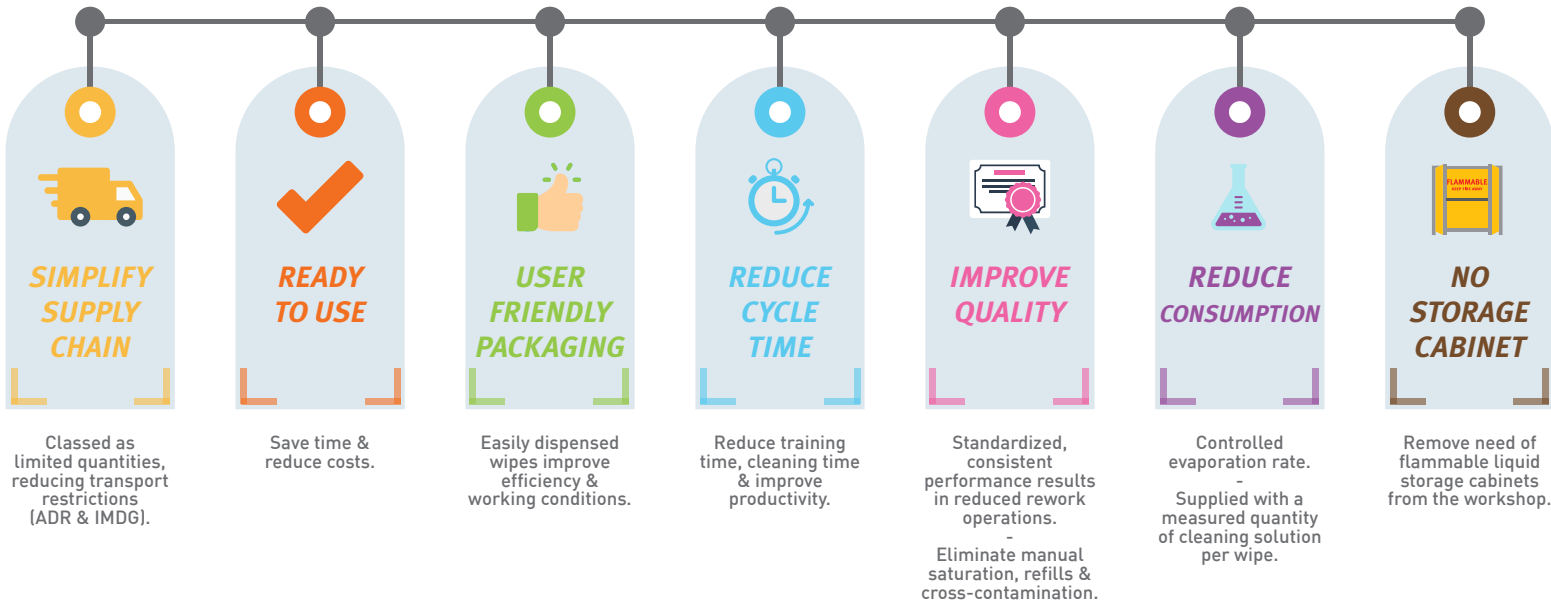 SIMPLIFY
SUPPLY
CHAIN
Classed as
limited quantities,
reducing transport
restrictions
(ADR & IMDG).
READY
TO USE
Save time &
reduce costs.
USER
FRIENDLY
PACKAGING
Easily dispensed
wipes improve
efficiency &
working conditions.
REDUCE
CYCLE
TIME
Reduce training
time, cleaning time
& improve
productivity.
IMPROVE
QUALITY
Standardized,
consistent
performance results
in reduced rework
operations.
-
Eliminate manual
saturation, refills &
cross-contamination.
REDUCE
CONSUMPTION
Controlled
evaporation rate.
-
Supplied with a
measured quantity
of cleaning solution
per wipe.
FLAMMABLE
KEEP FIRE AWAY
NO
STORAGE
CABINET
Remove need of
flammable liquid
storage cabinets
from the workshop.